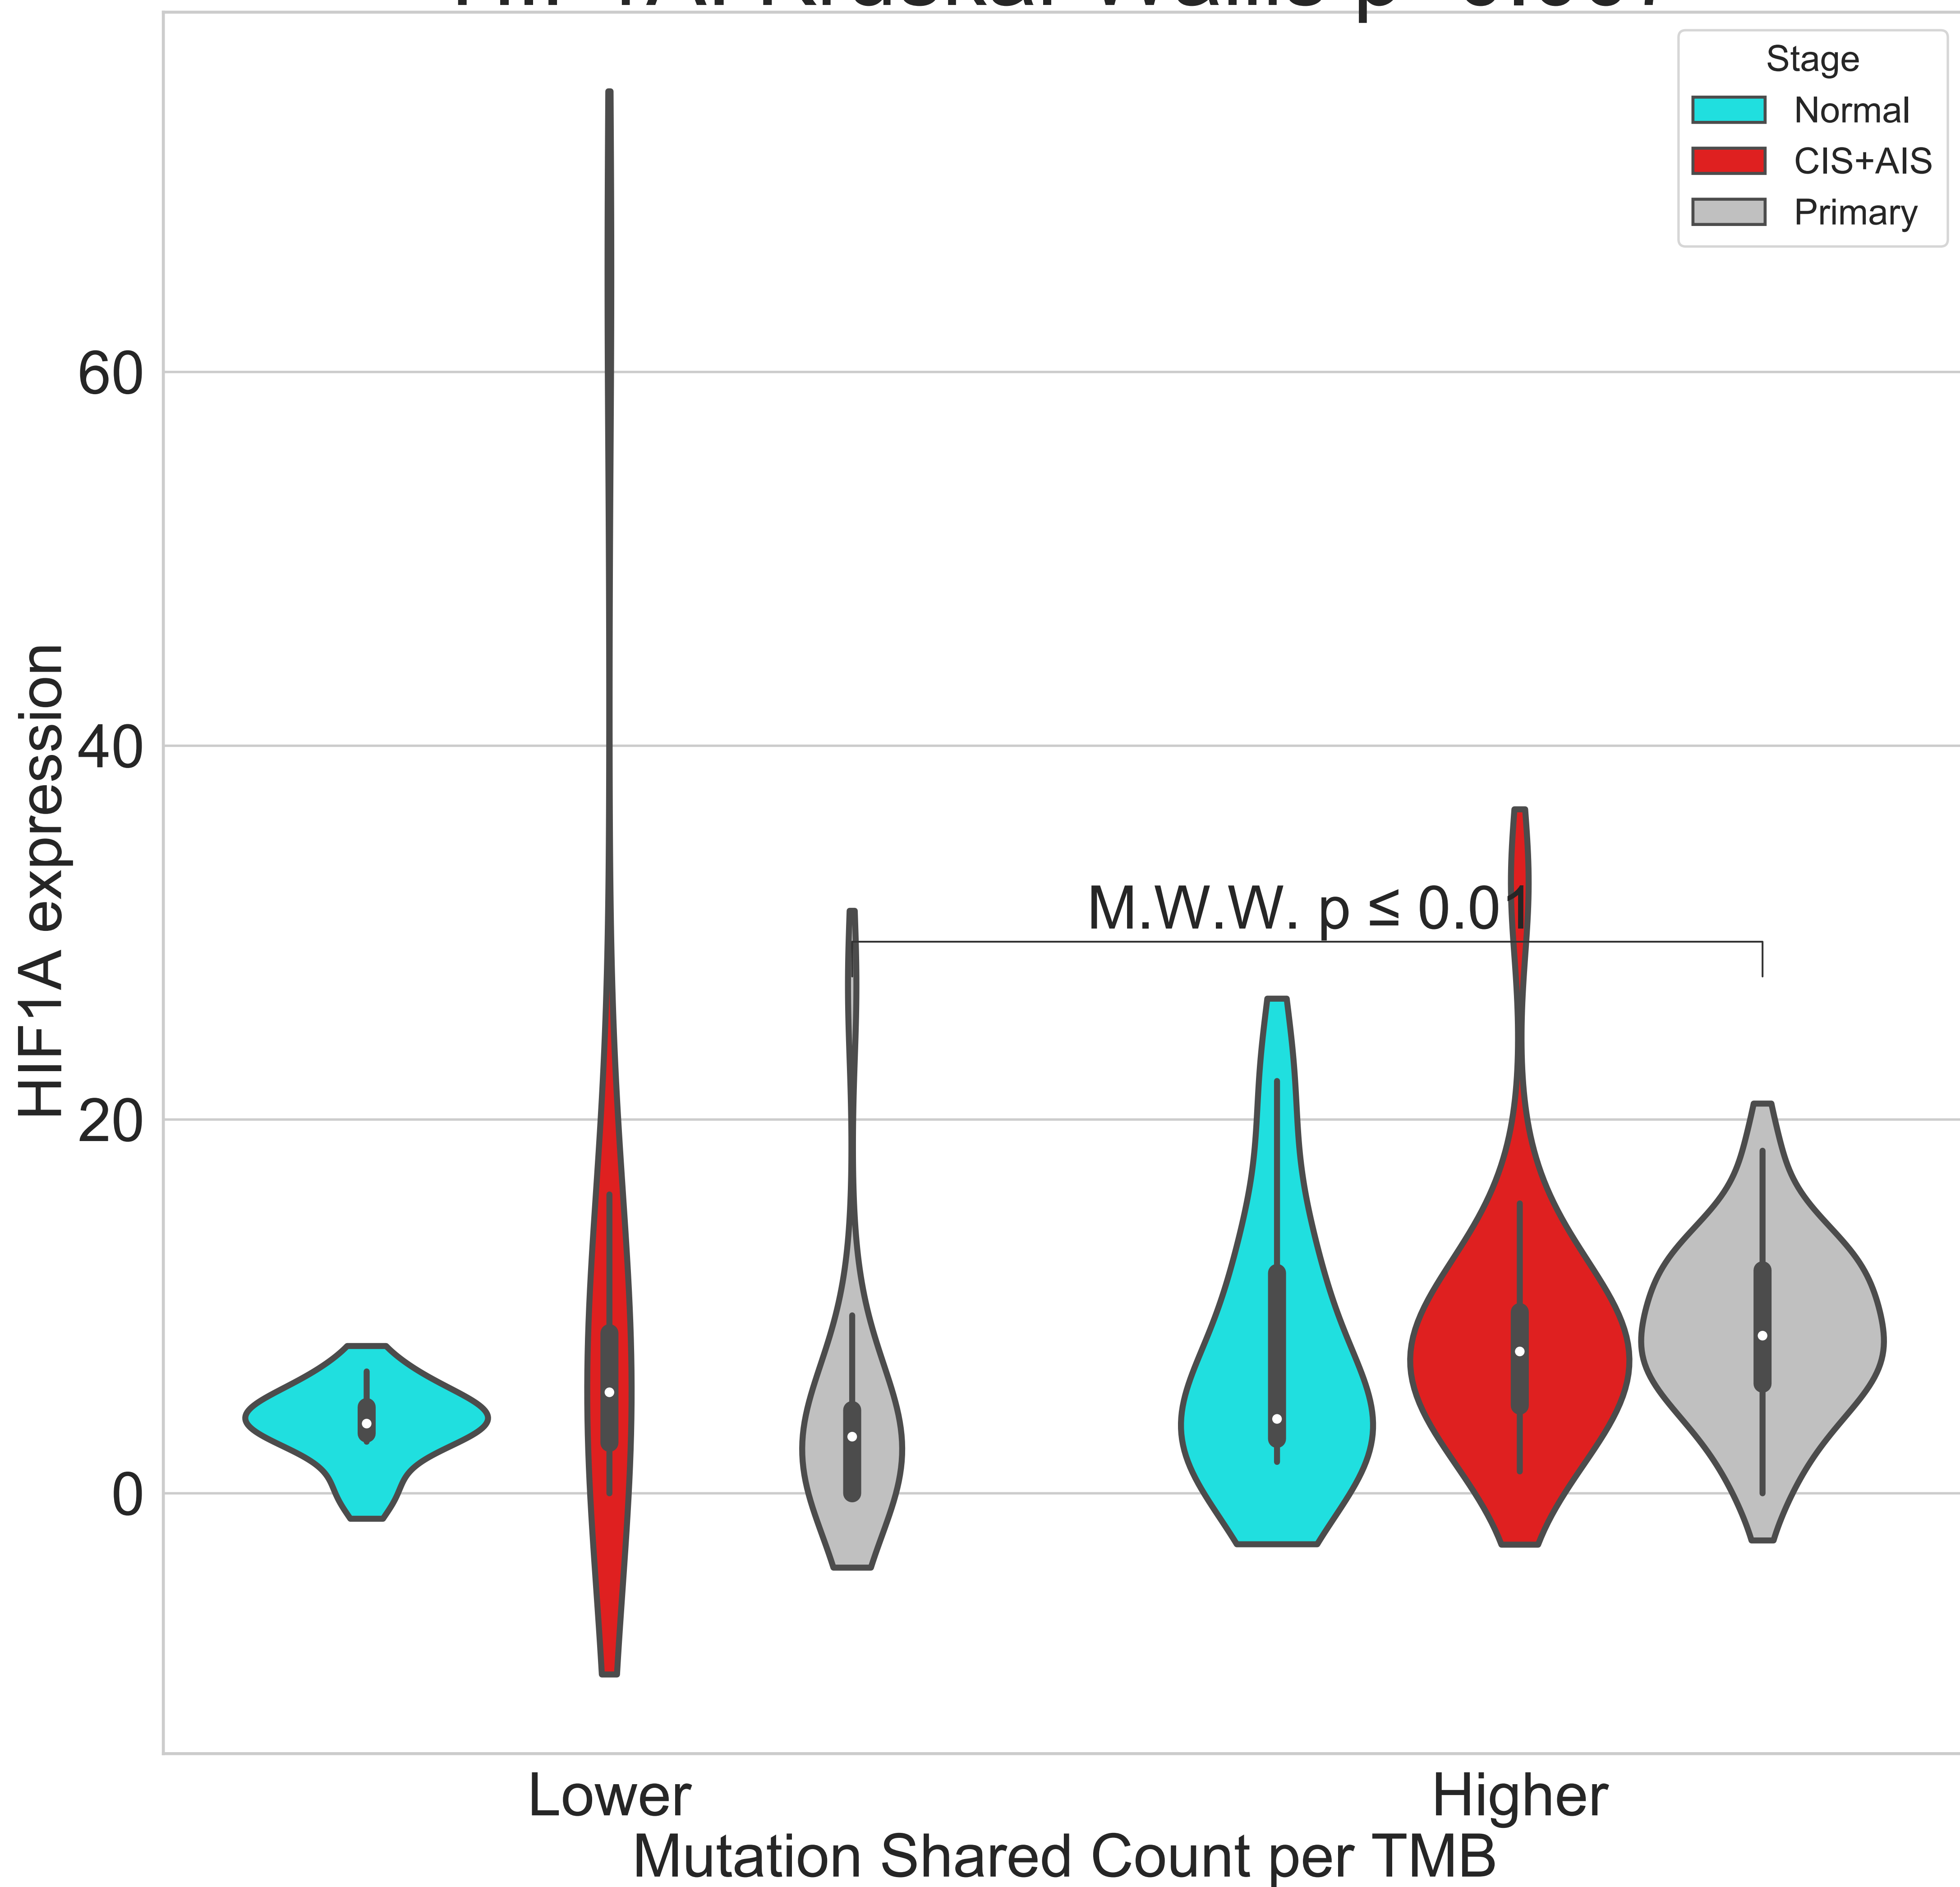 Stage
Normal
CIS+AIS
Primary
60
40
20
0
HIF1A expression
M.W.W. p ≤ 0.01
Lower
Higher
Mutation Shared Count per TMB